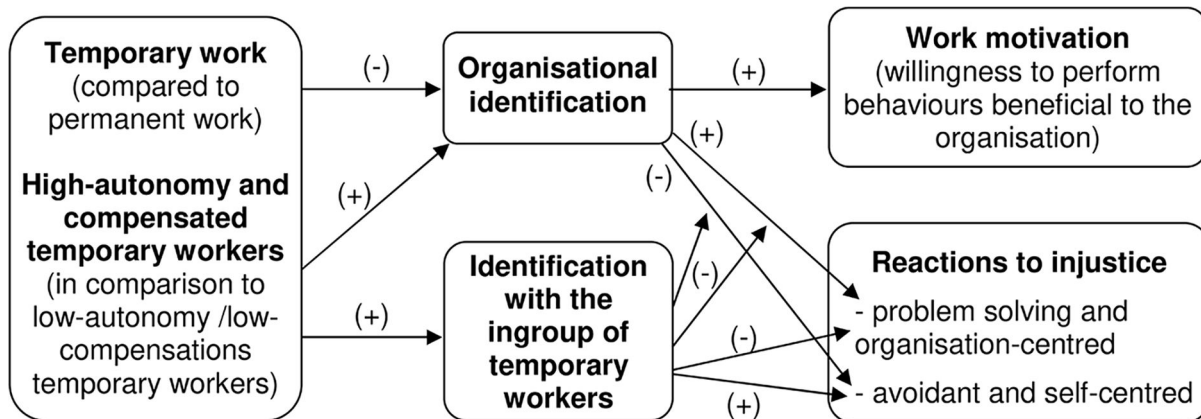 Temporary work
(compared to
permanent work)
High-autonomy and
compensated
temporary workers
(in comparison to
low-autonomy /low-
compensations
temporary workers)
(-)
(+)
(+)
Organisational
identification
Identification
with the
ingroup of
temporary
workers
(+)
(+)
(-)
(-)
(-)
(+)
Work motivation
(willingness to perform
behaviours beneficial to the
organisation)
Reactions to injustice
- problem solving and
organisation-centred
- avoidant and self-centred